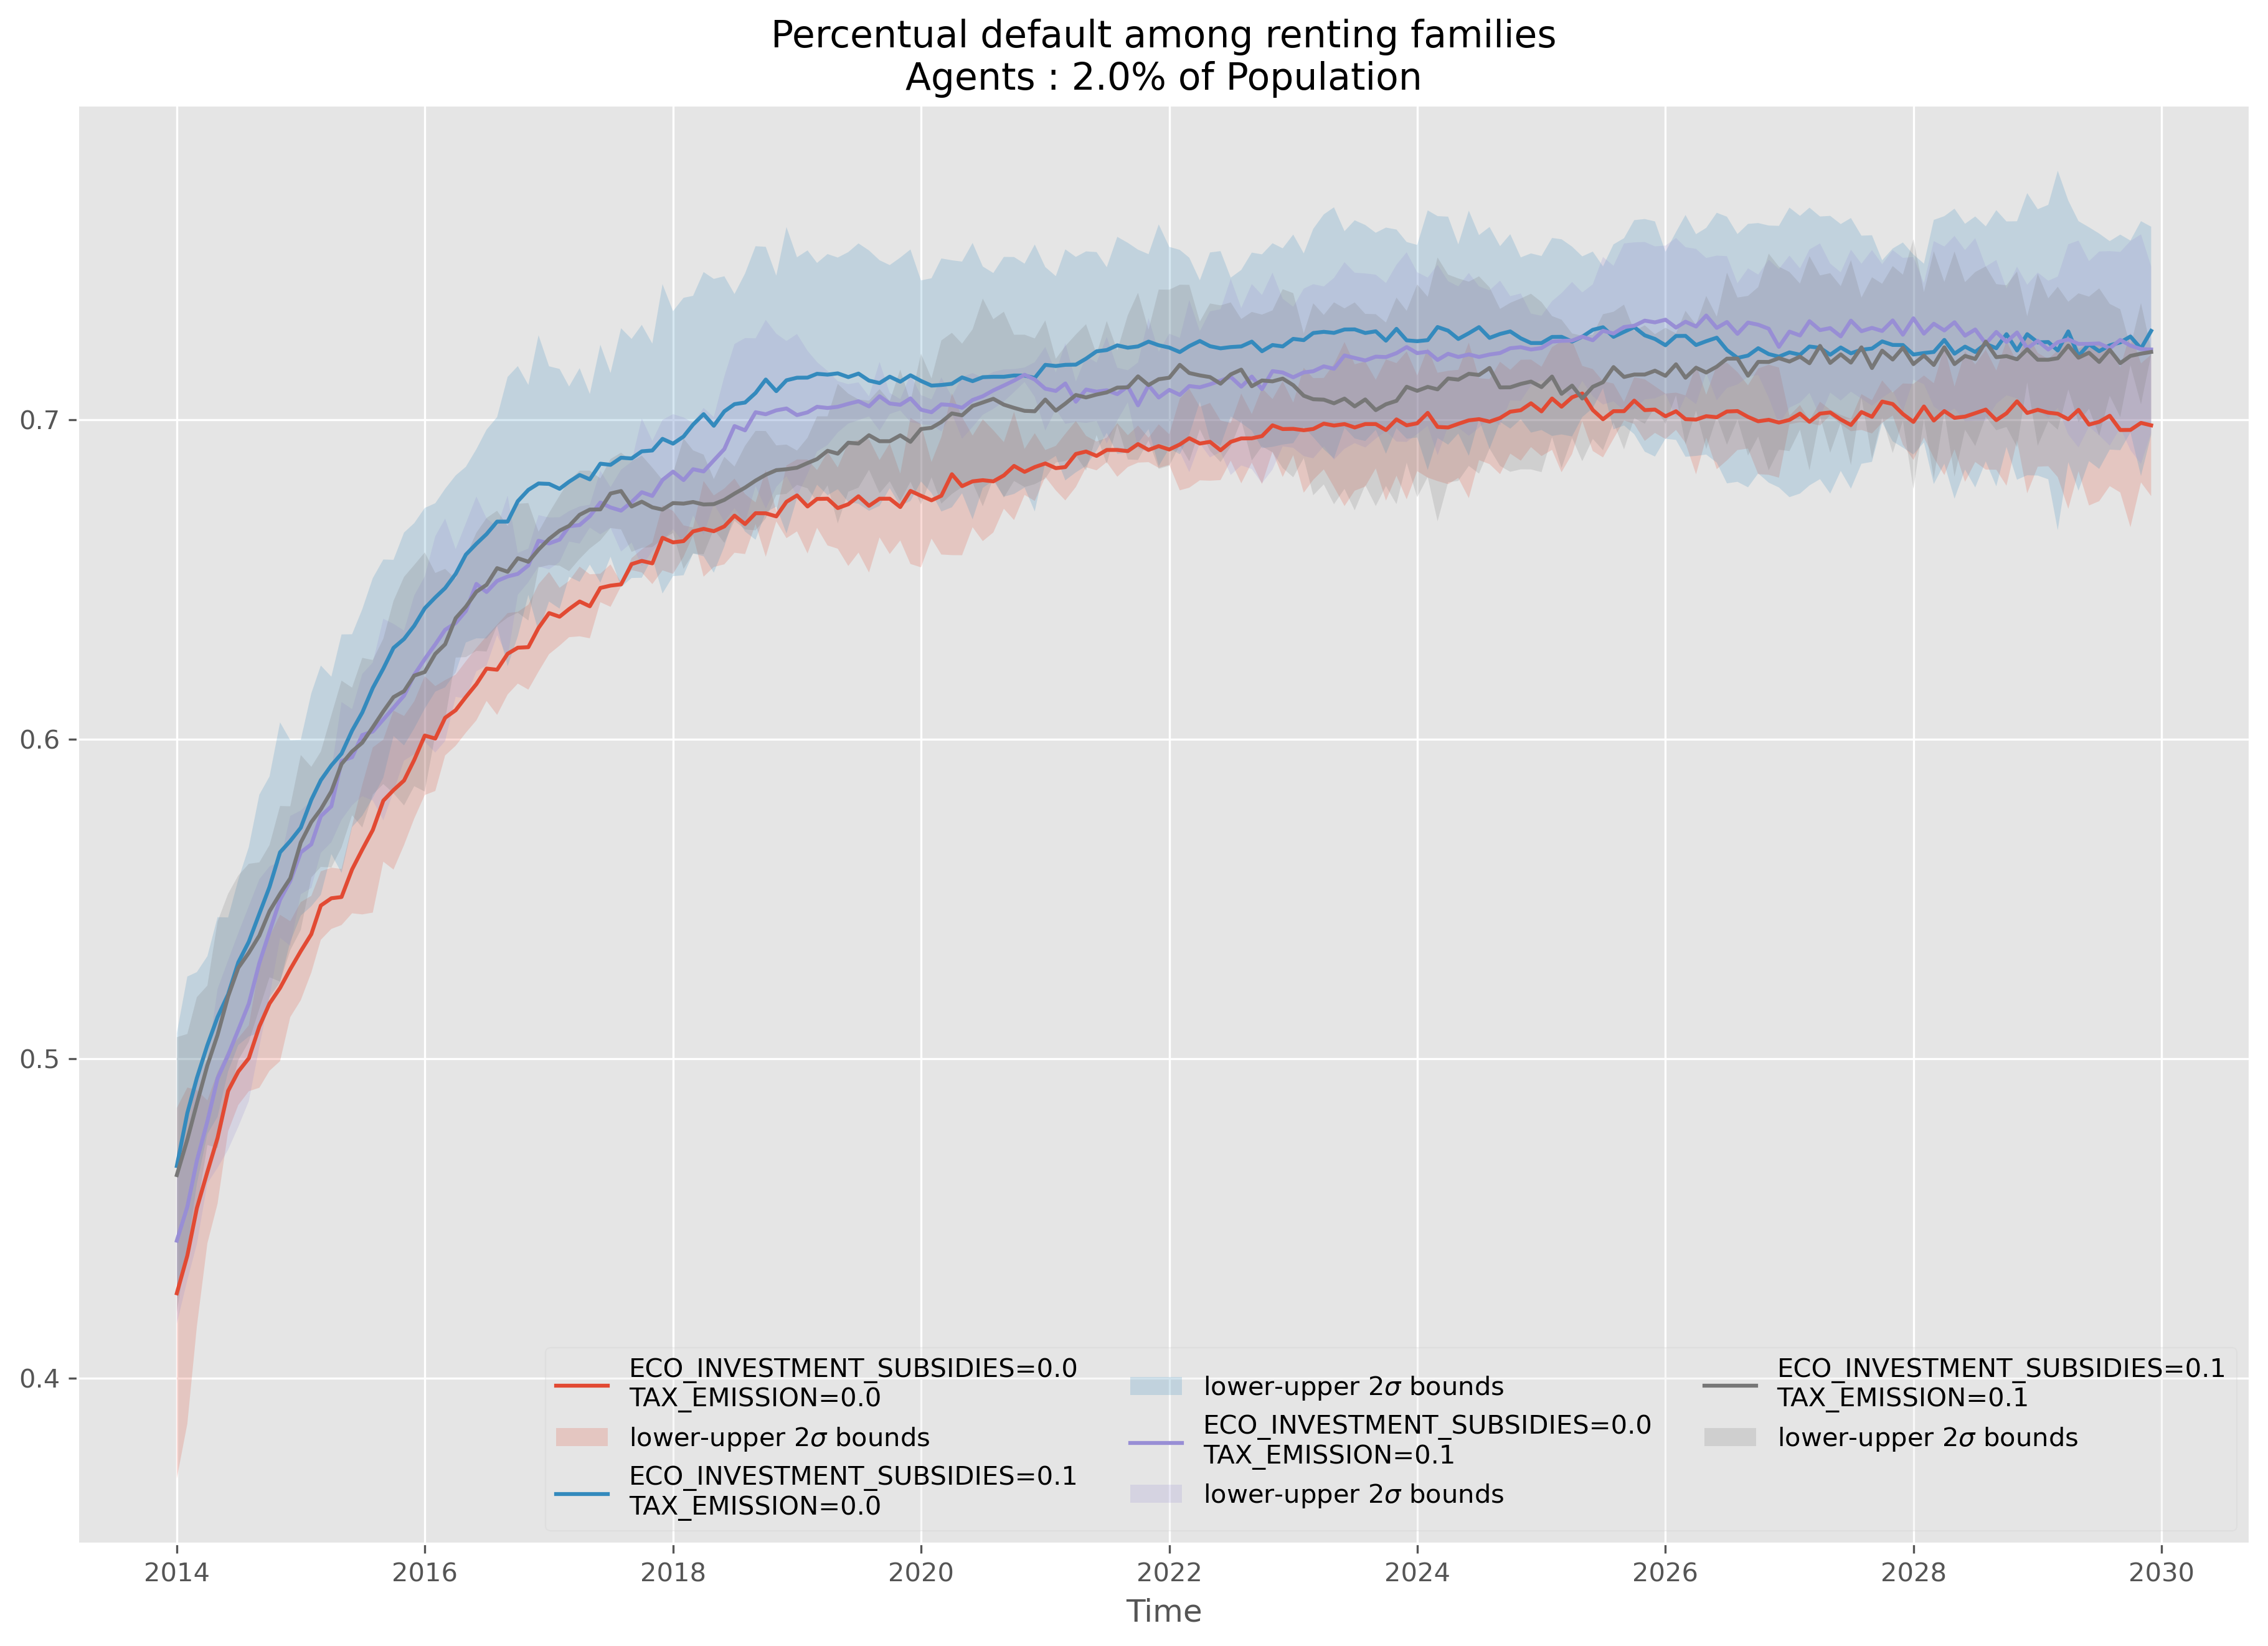 Percentual default among renting families
Agents : 2.0% of Population
0.7
0.6
0.5
0.4
ECO_INVESTMENT_SUBSIDIES=0.0
TAX_EMISSION=0.0
lower-upper 2σ bounds
ECO_INVESTMENT_SUBSIDIES=0.1
TAX_EMISSION=0.0
lower-upper 2σ bounds
ECO_INVESTMENT_SUBSIDIES=0.0
TAX_EMISSION=0.1
lower-upper 2σ bounds
ECO_INVESTMENT_SUBSIDIES=0.1
TAX_EMISSION=0.1
lower-upper 2σ bounds
2014 2016 2018 2020 2022 2024 2026 2028 2030
Time